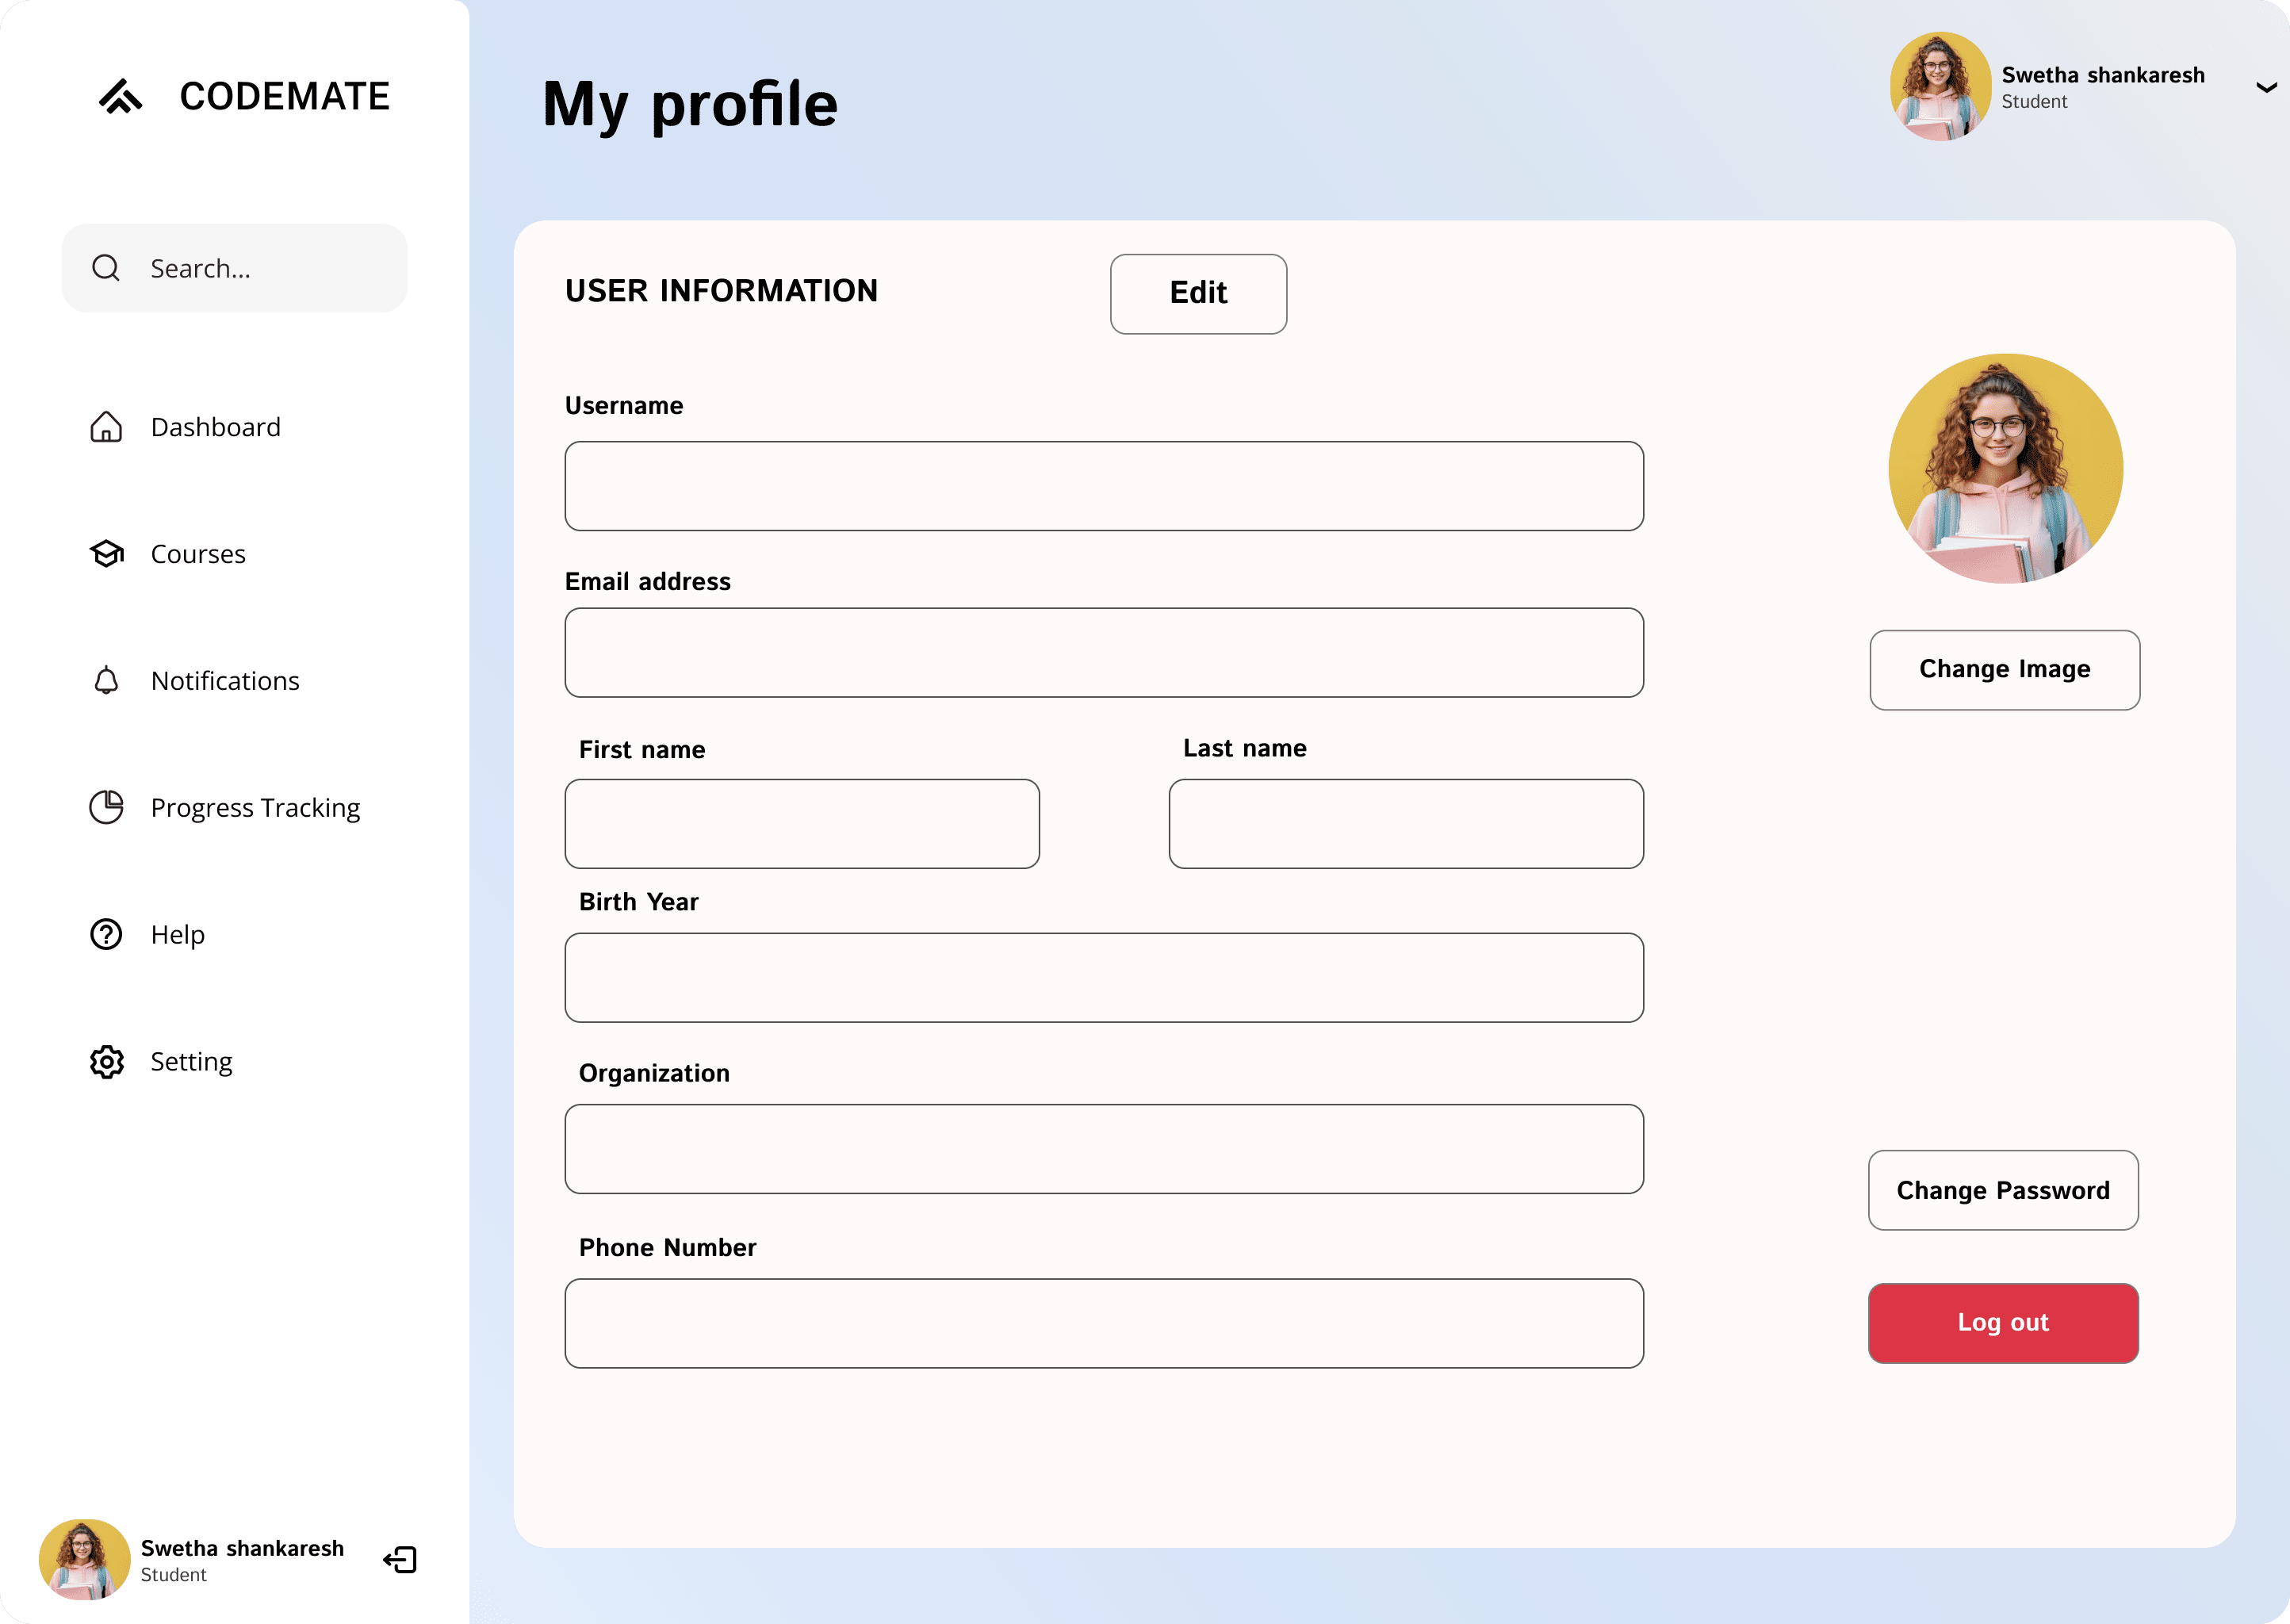 CODEMATE
Search...
Dashboard
Courses
Notifications
Progress Tracking
Help
Setting
Swetha shankaresh
Student
My profile
Swetha shankaresh
Student
USER INFORMATION
Edit
Username
Email address
First name
Last name
Birth Year
Organization
Phone Number
Change Image
Change Password
Log out